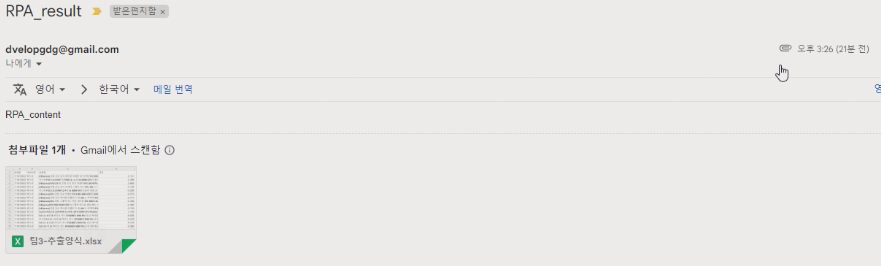 RPA_result 받은편지함 ×
dvelopgdg@gmail.com 오후 3:26 (21분 전)
나에게
영어 한국어 메일 번역
RPA_content
첨부파일 1개 • Gmail에서 스캔함
팀3-추출양식.xlsx